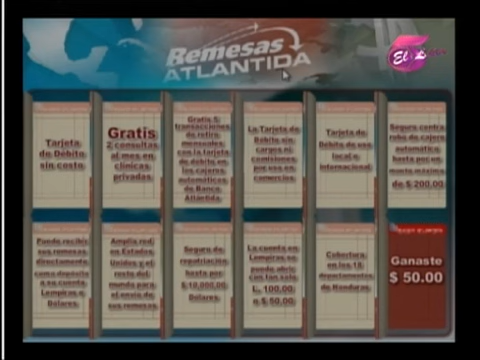 Remesas
ATLANTIDA
El
Tarjeta
de Débito
sin costo
Gratis
2 consultas
al mes en
clínicas
privadas.
Gratis 5
transacciones
de retiro
mensuales
con la tarjeta
de débito en
los cajeros
automáticos
de Banco
Atlántida.
La Tarjeta de
Débito sin
cargos ni
comisiones
por uso en
comercios
Tarjeta de
Débito de uso
local e
internacional.
Seguro contra
robo de cajero
automático
hasta por un
monto máximo
de $ 200.00
Puede recibir
sus remesas
directamente
como depósito
a su cuenta
Lempiras o
Dólares.
Amplia red, en
Estados
Unidos y el
resto del
mundo para
el envío de
sus remesas
Seguro de
repatriación
hasta por
$ 10,000.00
Dólares.
La cuenta en
Lempiras se
puede abrir
con tan solo
L. 100.00
o $ 50.00
Cobertura
en los 18
departamentos
de Honduras.
Ganaste
$ 50.00